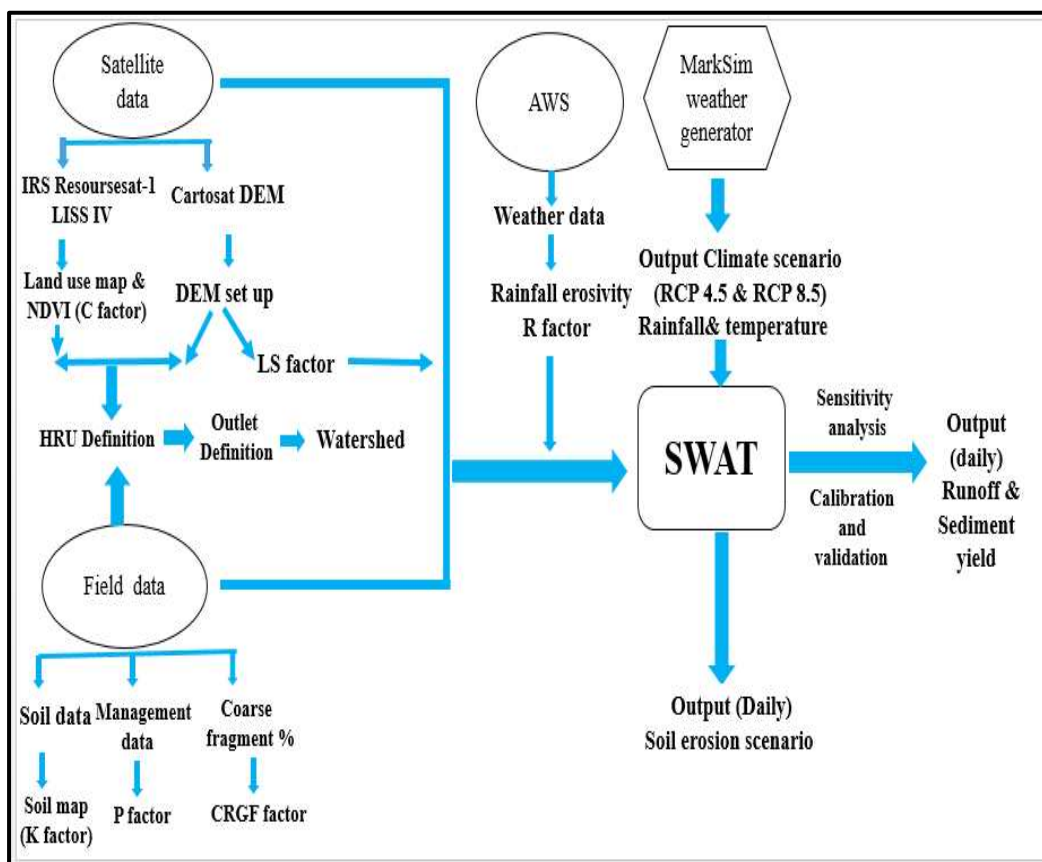 Satellite
data
AWS
MarkSim
weather
generator
IRS Resoursesat-1
LISS IV
Cartosat DEM
Weather data
Land use map &
NDVI (C factor)
DEM set up
Rainfall erosivity
R factor
Output Climate scenario
(RCP 4.5 & RCP 8.5)
Rainfall& temperature
LS factor
HRU Definition
Outlet
Definition
Watershed
SWAT
Sensitivity
analysis
Calibration
and
validation
Output
(daily)
Runoff &
Sediment
yield
Field data
Soil data
Management
data
Coarse
fragment %
Soil map
(K factor)
P factor
CRGF factor
Output (Daily)
Soil erosion scenario